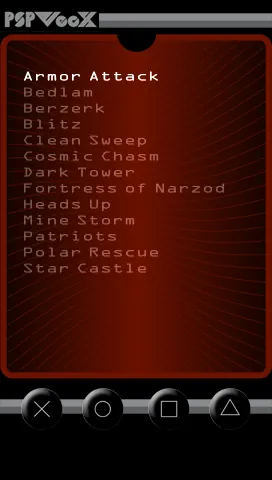 PSPVecX
Armor Attack
Bedlam
Berzerk
Blitz
Clean Sweep
Cosmic Chasm
Dark Tower
Fortress of Narzod
Heads Up
Mine Storm
Patriots
Polar Rescue
Star Castle